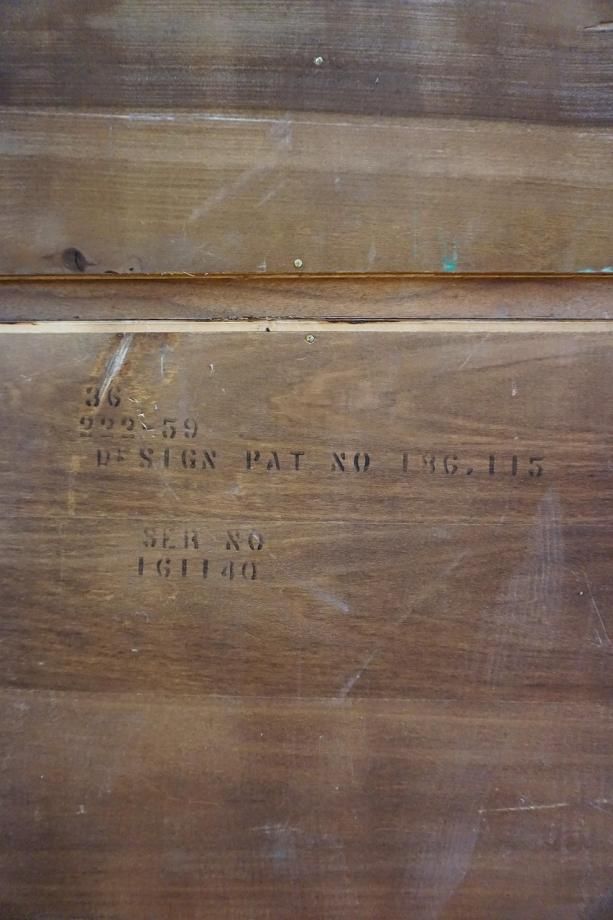 36
222-59
DESIGN PAT NO 186,115
SER NO
161140